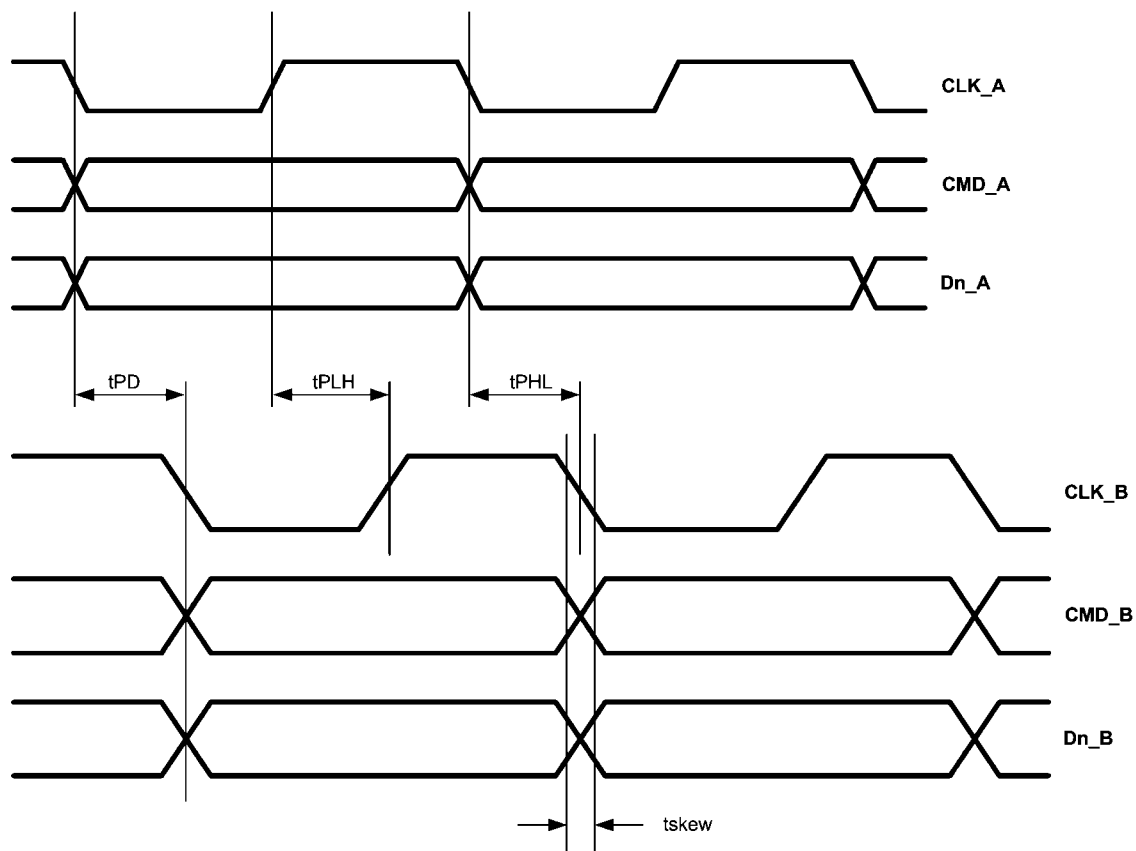 CLK_A
CMD_A
Dn_A
tPD
tPLH
tPHL
CLK_B
CMD_B
Dn_B
tskew